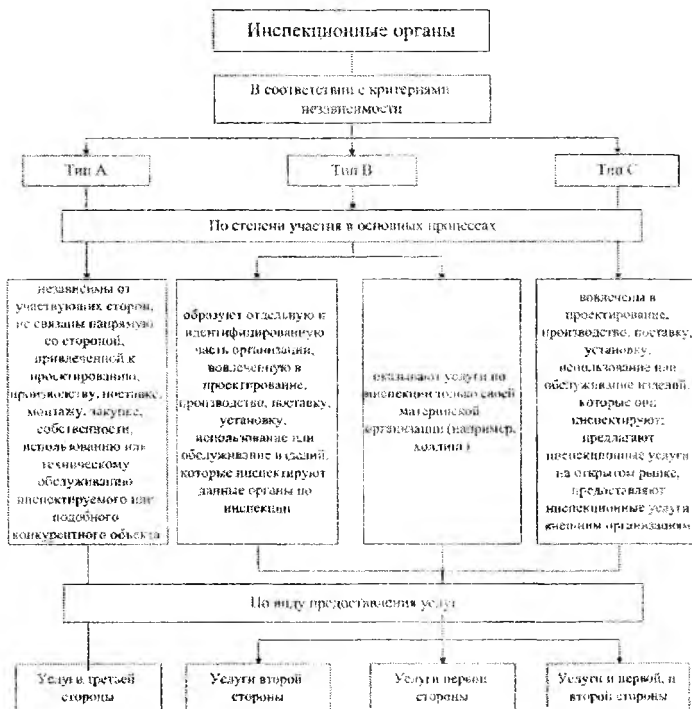 Инспекционные органы
В соответствии с критериями
независимости
Тип А
Тип В
Тип С
По степени участия в основных процессах
независимы от
участвующих сторон,
не связаны напрямую
со стороной,
привлеченной к
проектированию,
производству, поставке,
монтажу, закупке,
собственности,
использованию или
техническому
обслуживанию
инспектируемого или
подобного
конкурентного объекта
образуют отдельную и
идентифицированную
часть организации,
вовлеченную в
проектирование,
производство, поставку,
установку,
использование или
обслуживание изделий,
которые инспектируют
данные органы по
инспекции
оказывают услуги по
инспекции только своей
материнской
организации (например,
холдинга)
вовлечены в
проектирование,
производство, поставку,
установку,
использование или
обслуживание изделий,
которые они
инспектируют;
предлагают
инспекционные услуги
на открытом рынке,
предоставляют
инспекционные услуги
внешним организациям
По виду предоставления услуг
Услуги третьей
стороны
Услуги второй
стороны
Услуги первой
стороны
Услуги и первой, и
второй стороны